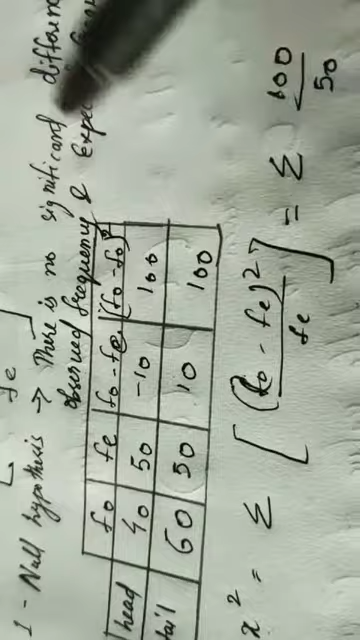 fe
1 - Null hypothesis → There is no significant differen
observed frequency & Expec
fo fe fo-fe (fo-fe)²
head 40 50 -10 100
tail 60 50 10 100
x² = Σ [(fo - fe)² / fe] = Σ 100 / 50